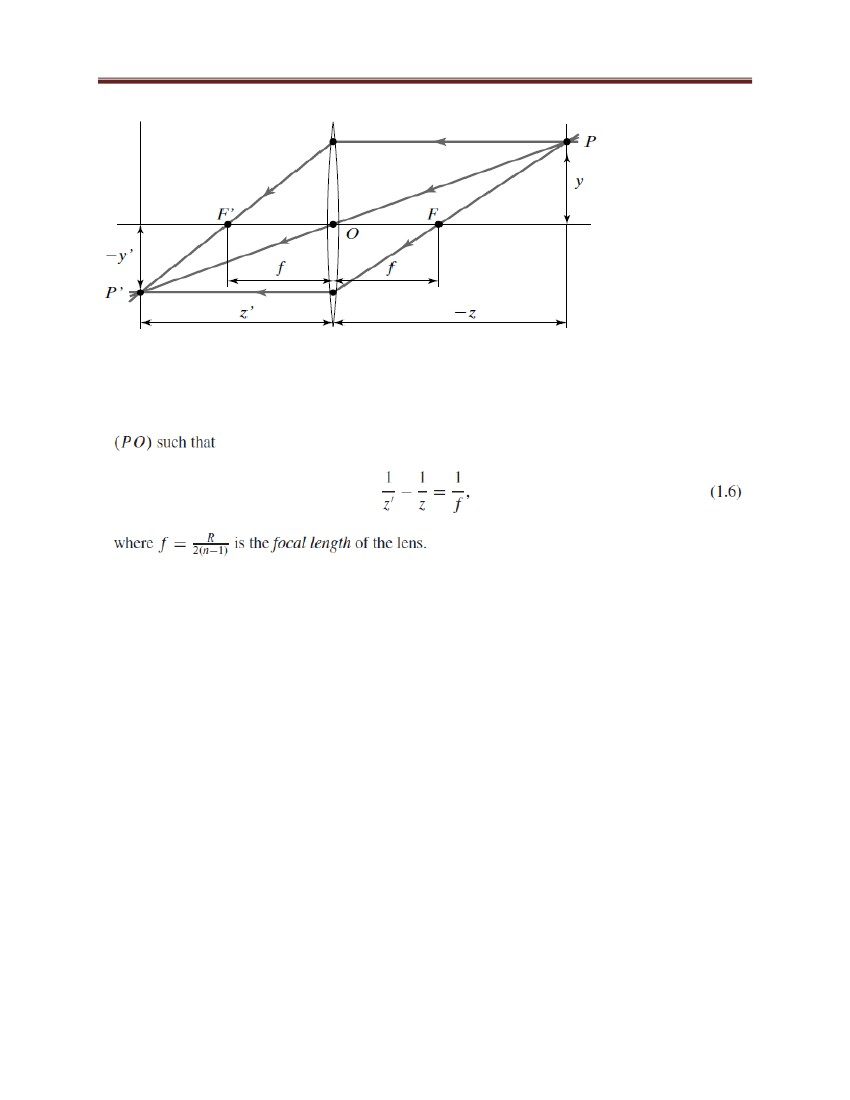 P
y
F’
F
O
−y’
f
f
P’
z’
−z
(PO) such that
1/z′ − 1/z = 1/f, (1.6)
where f = R/2(n−1) is the focal length of the lens.